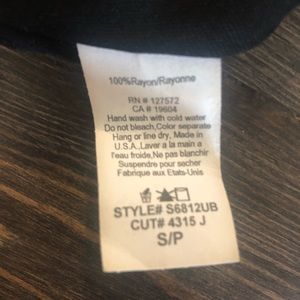 100%Rayon/Rayonne
RN # 127572
CA # 19604
Hand wash with cold water
Do not bleach,Color separate
Hang or line dry, Made in
U.S.A.,Laver a la main a
l'eau froide,Ne pas blanchir
Suspendre pour secher
Fabrique aux Etats-Unis
STYLE# S6812UB
CUT# 4315 J
S/P